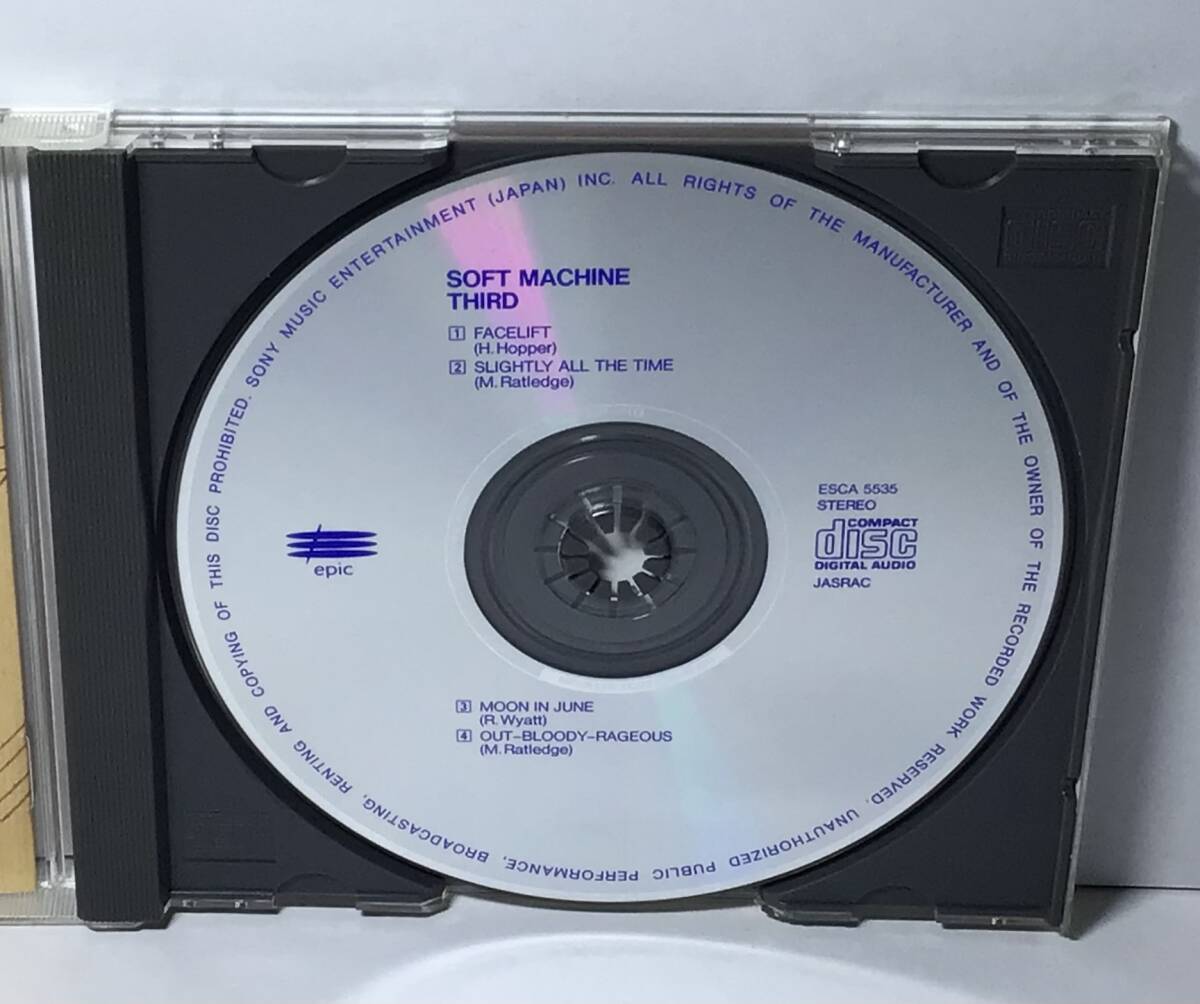 SONY MUSIC ENTERTAINMENT (JAPAN) INC. ALL RIGHTS OF THE MANUFACTURER AND OF THE OWNER OF THE RECORDED WORK RESERVED. UNAUTHORIZED PUBLIC PERFORMANCE, BROADCASTING, RENTING AND COPYING OF THIS DISC PROHIBITED.
SOFT MACHINE
THIRD
1 FACELIFT
(H. Hopper)
2 SLIGHTLY ALL THE TIME
(M. Ratledge)
epic
ESCA 5535
STEREO
COMPACT
disc
DIGITAL AUDIO
JASRAC
3 MOON IN JUNE
(R. Wyatt)
4 OUT-BLOODY-RAGEOUS
(M. Ratledge)